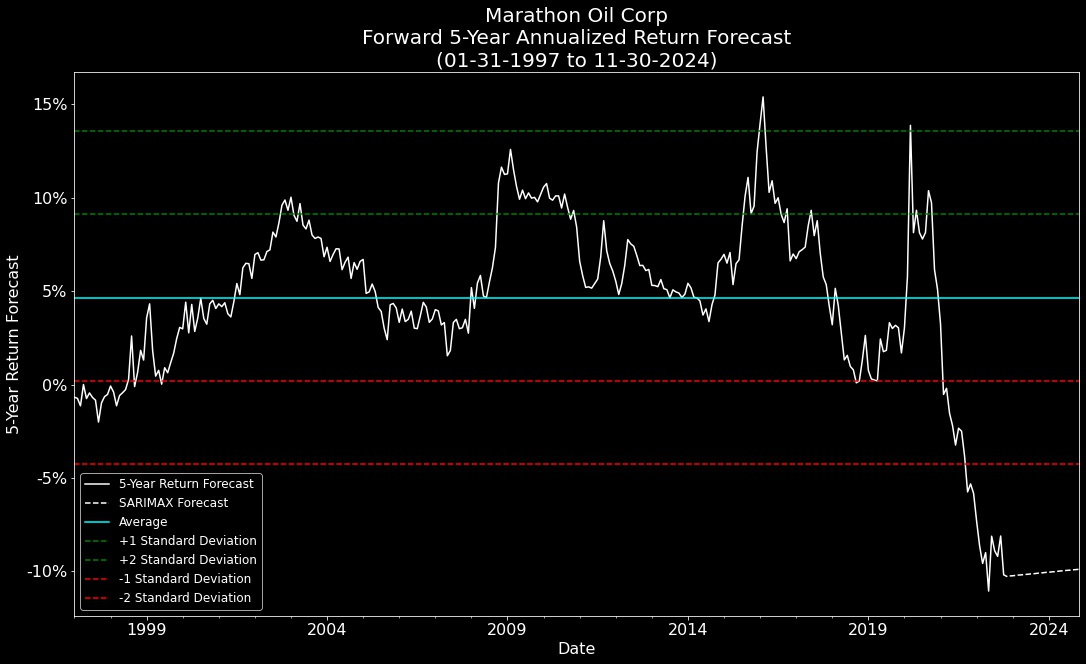 Marathon Oil Corp
Forward 5-Year Annualized Return Forecast
(01-31-1997 to 11-30-2024)
5-Year Return Forecast
15%
10%
5%
0%
-5%
-10%
5-Year Return Forecast
SARIMAX Forecast
Average
+1 Standard Deviation
+2 Standard Deviation
-1 Standard Deviation
-2 Standard Deviation
1999
2004
2009
2014
2019
2024
Date